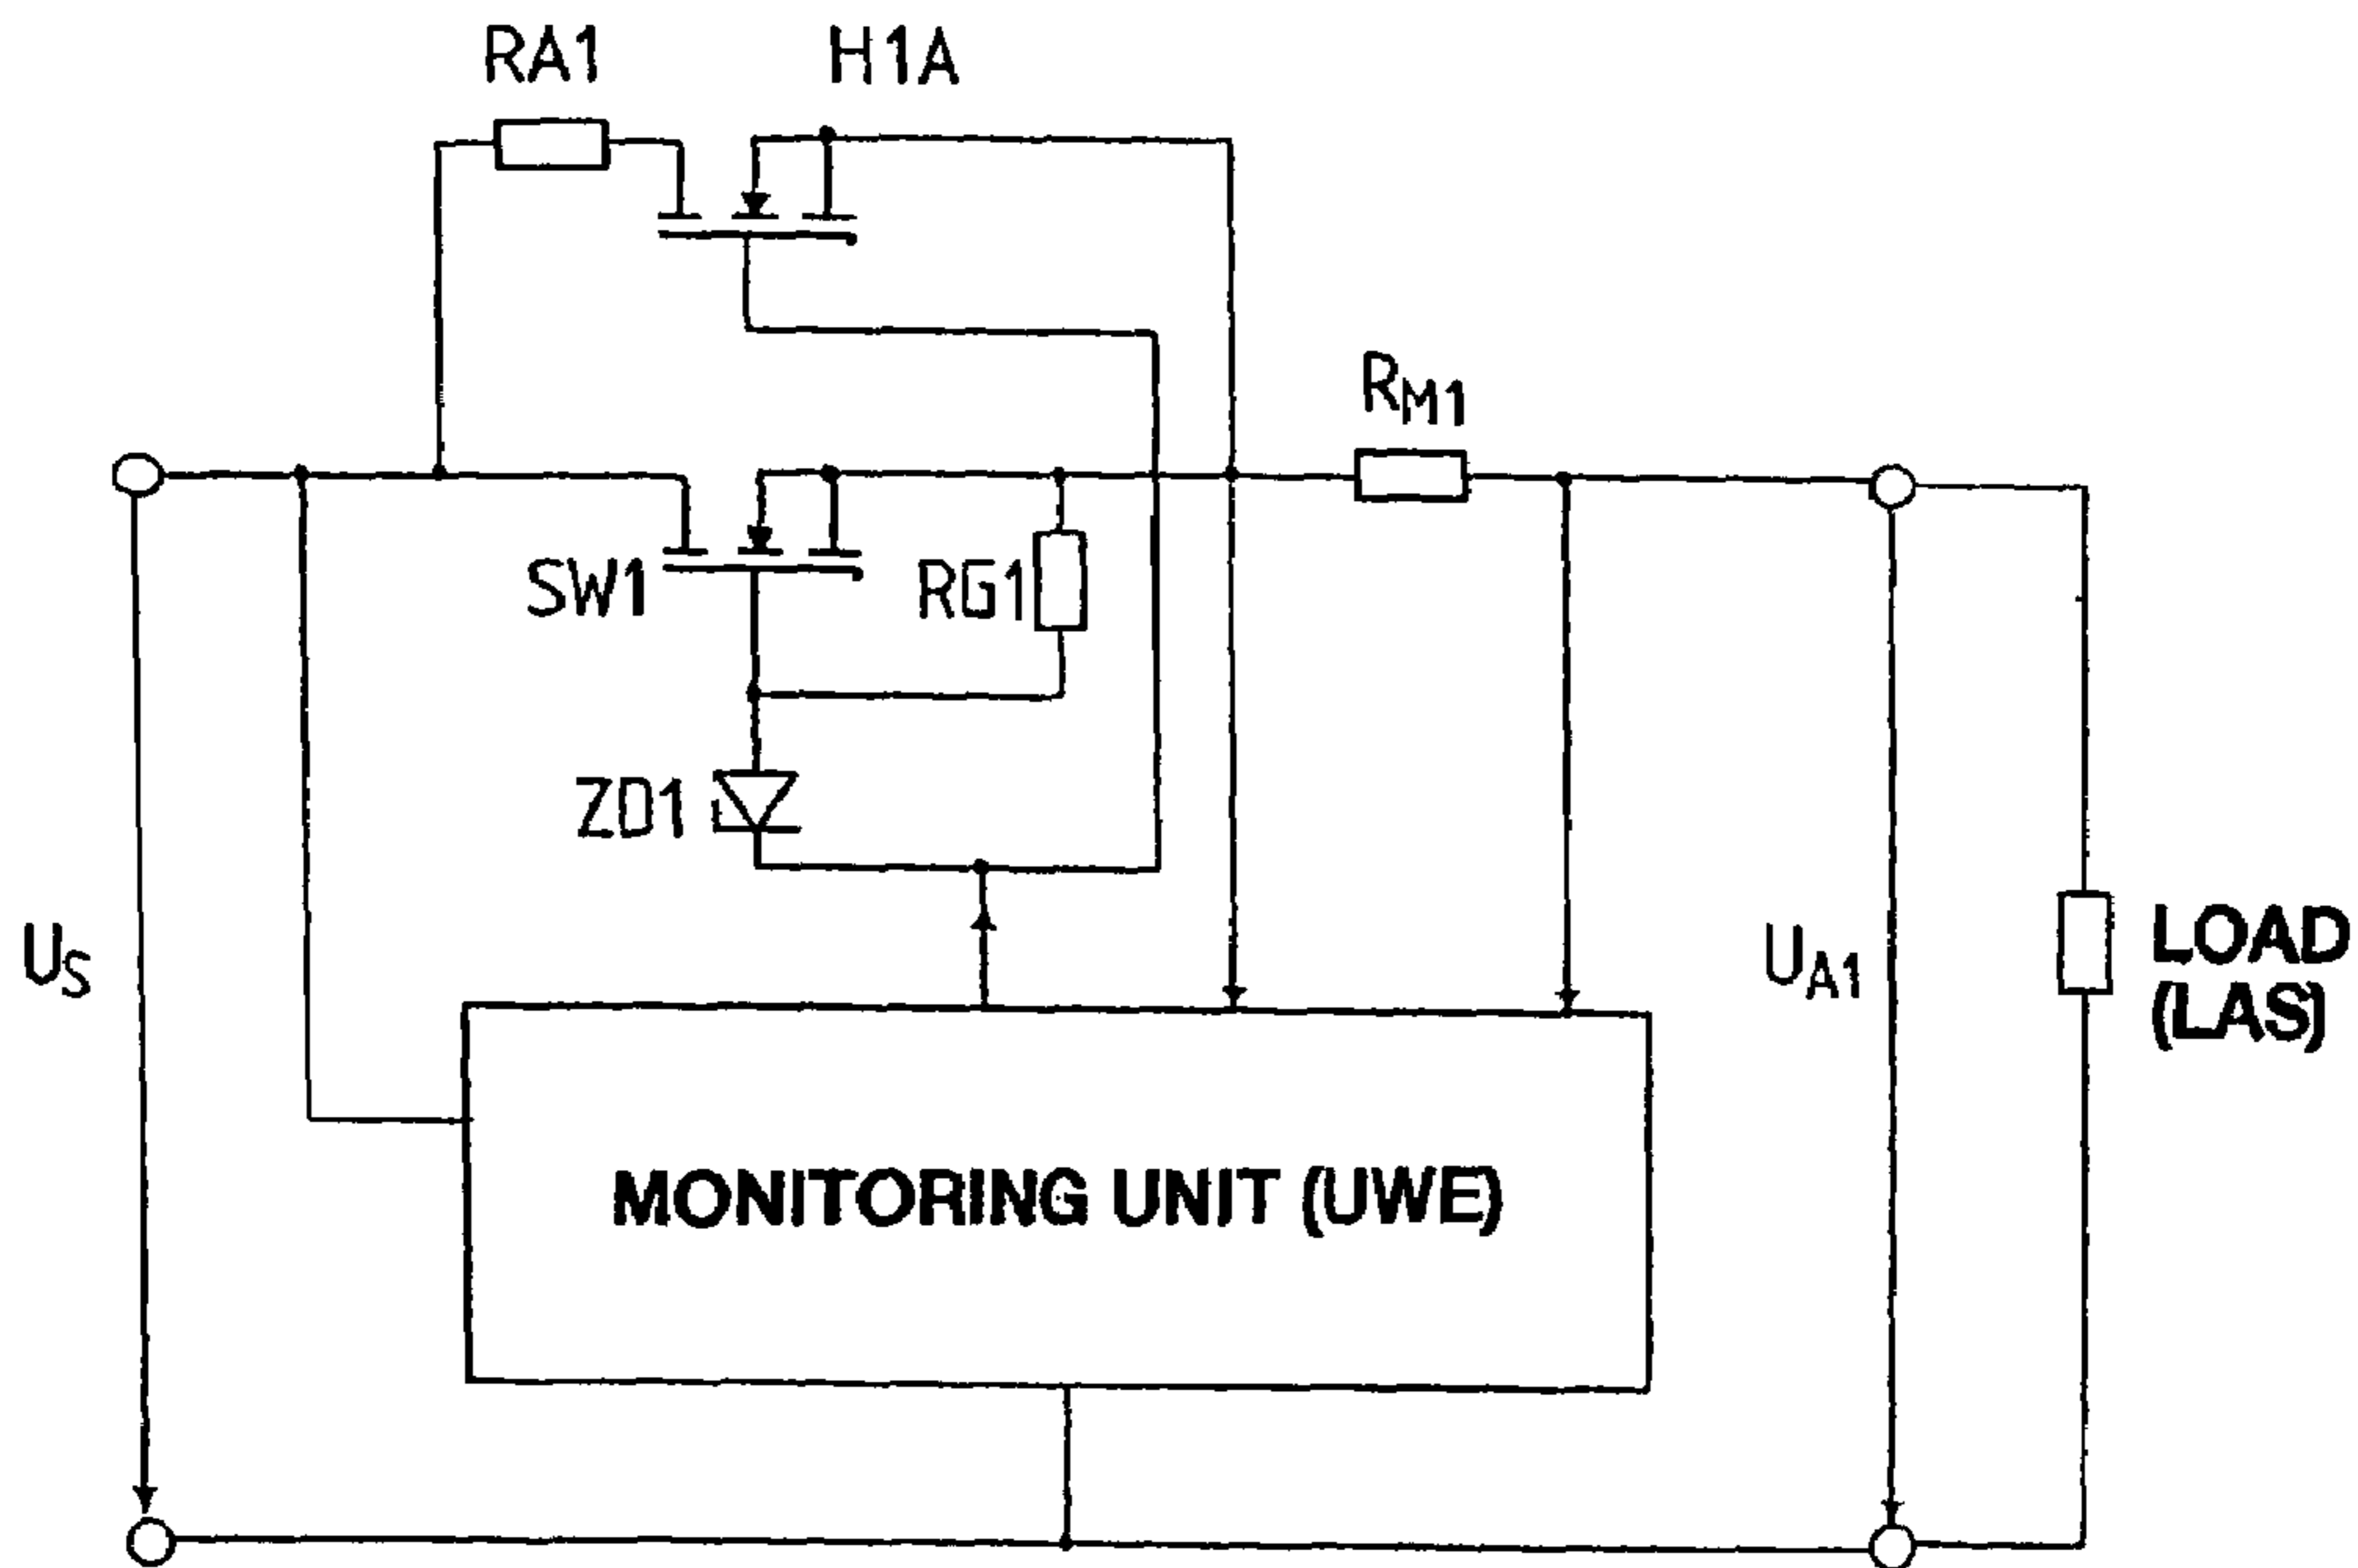 RA1 H1A
RM1
SW1 RG1
ZD1
US UA1 LOAD
(LAS)
MONITORING UNIT (UWE)